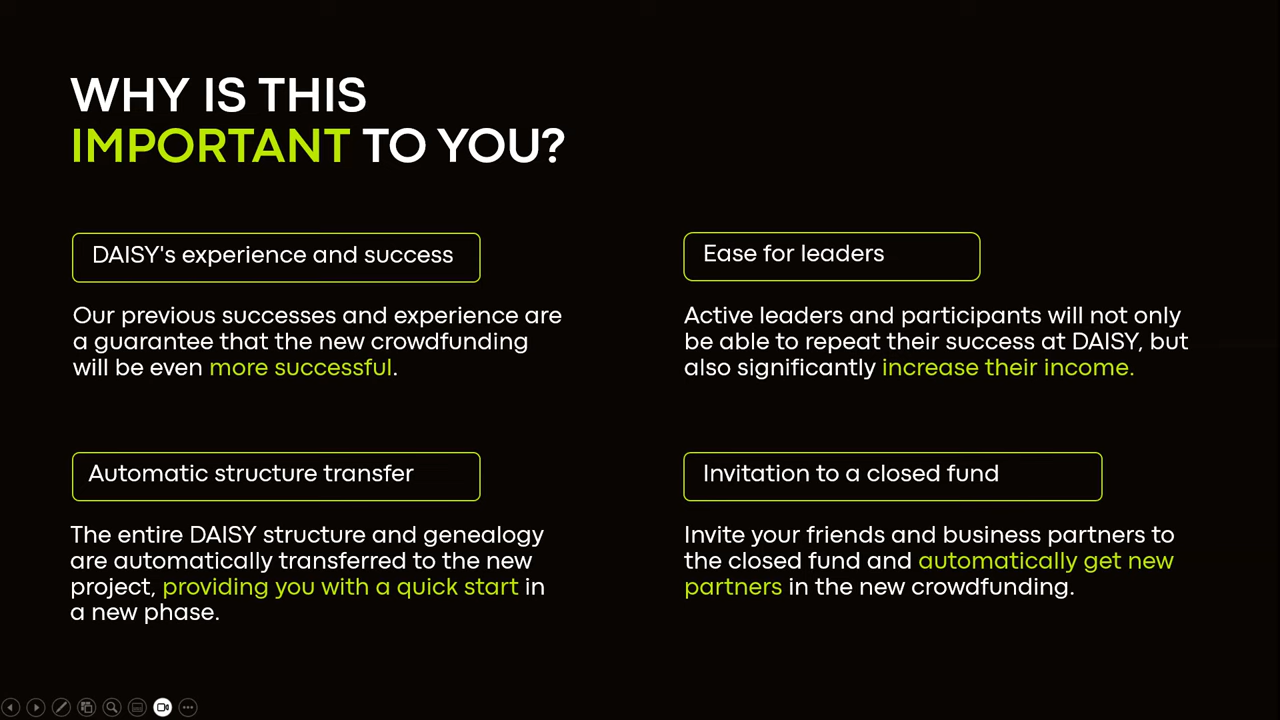 WHY IS THIS
IMPORTANT TO YOU?
DAISY's experience and success
Our previous successes and experience are
a guarantee that the new crowdfunding
will be even more successful.
Ease for leaders
Active leaders and participants will not only
be able to repeat their success at DAISY, but
also significantly increase their income.
Automatic structure transfer
The entire DAISY structure and genealogy
are automatically transferred to the new
project, providing you with a quick start in
a new phase.
Invitation to a closed fund
Invite your friends and business partners to
the closed fund and automatically get new
partners in the new crowdfunding.